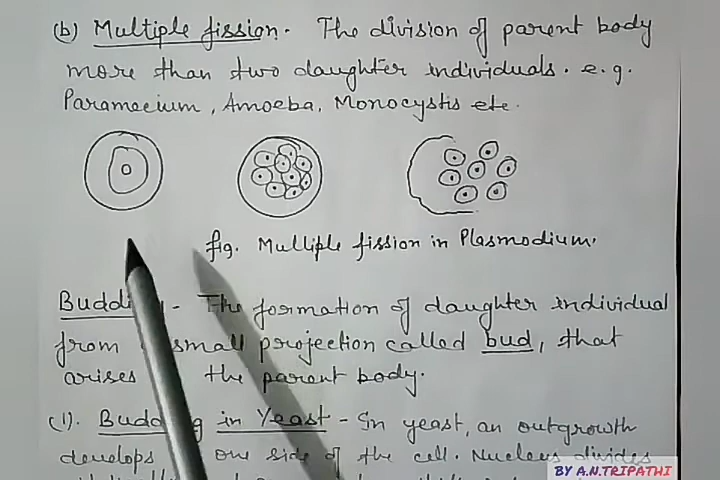 (b) Multiple fission. The division of parent body
more than two daughter individuals. e.g.
Paramecium, Amoeba, Monocystis etc.
fig. Multiple fission in Plasmodium.
- The formation of daughter individual
from small projection called bud, that
arises the parent body.
(1). in Yeast - In yeast, an outgrowth
develops one side of the cell. Nucleus divides
BY A.N.TRIPATHI